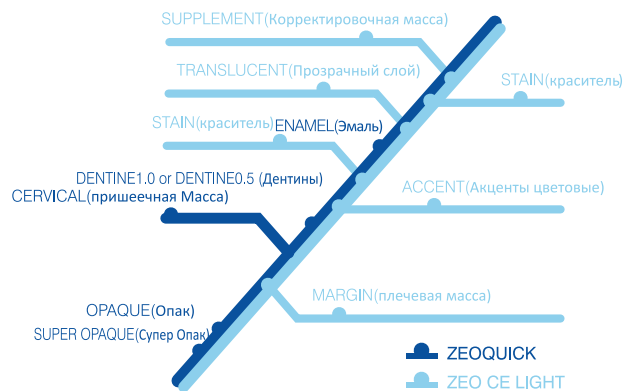 SUPPLEMENT(Корректировочная масса)
TRANSLUCENT(Прозрачный слой)
STAIN(краситель)
STAIN(краситель)
ENAMEL(Эмаль)
DENTINE1.0 or DENTINE0.5 (Дентины)
CERVICAL(пришеечная Масса)
ACCENT(Акценты цветовые)
OPAQUE(Опак)
MARGIN(плечевая масса)
SUPER OPAQUE(Супер Опак)
ZEOQUICK
ZEO CE LIGHT